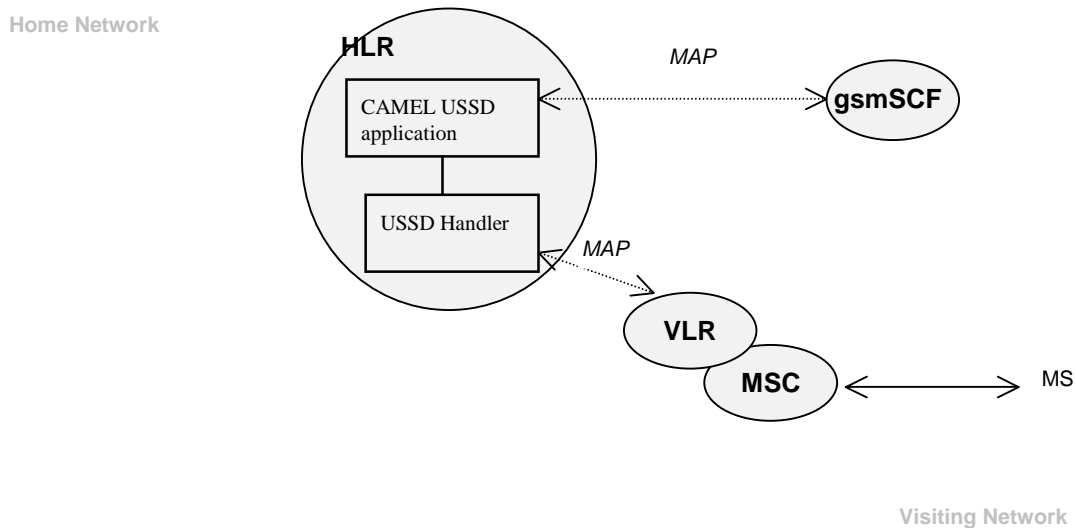 Home Network
HLR
MAP
gsmSCF
CAMEL USSD
application
USSD Handler
MAP
VLR
MSC
MS
Visiting Network